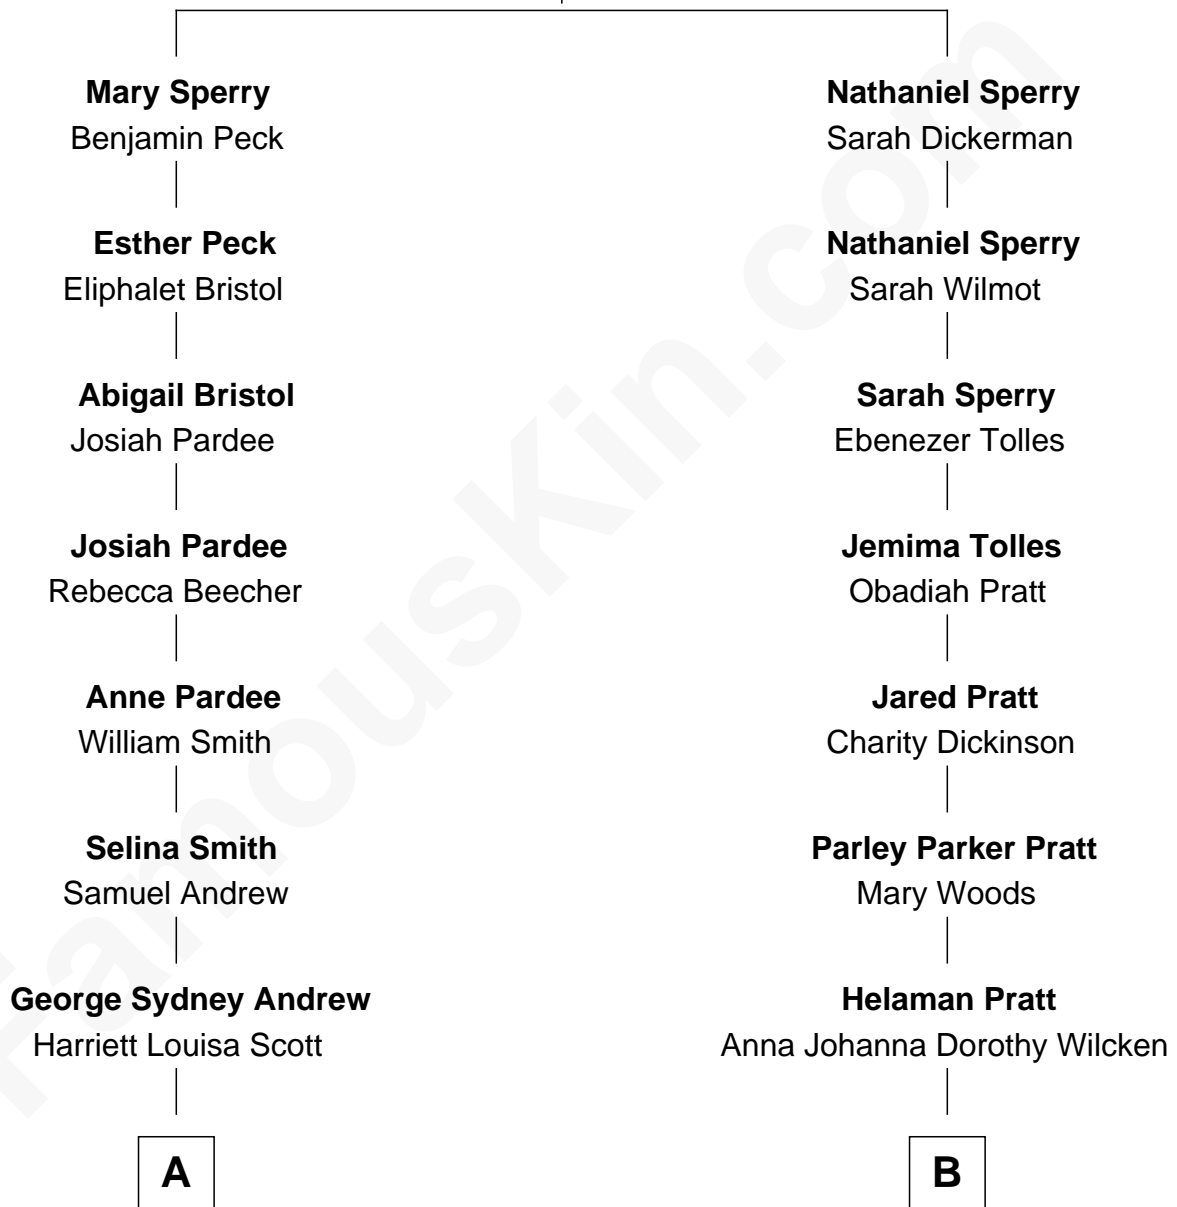 Mary Sperry
Benjamin Peck
Esther Peck
Eliphalet Bristol
Abigail Bristol
Josiah Pardee
Josiah Pardee
Rebecca Beecher
Anne Pardee
William Smith
Selina Smith
Samuel Andrew
George Sydney Andrew
Harriett Louisa Scott
A
Nathaniel Sperry
Sarah Dickerman
Nathaniel Sperry
Sarah Wilmot
Sarah Sperry
Ebenezer Tolles
Jemima Tolles
Obadiah Pratt
Jared Pratt
Charity Dickinson
Parley Parker Pratt
Mary Woods
Helaman Pratt
Anna Johanna Dorothy Wilcken
B
FamousKin.com